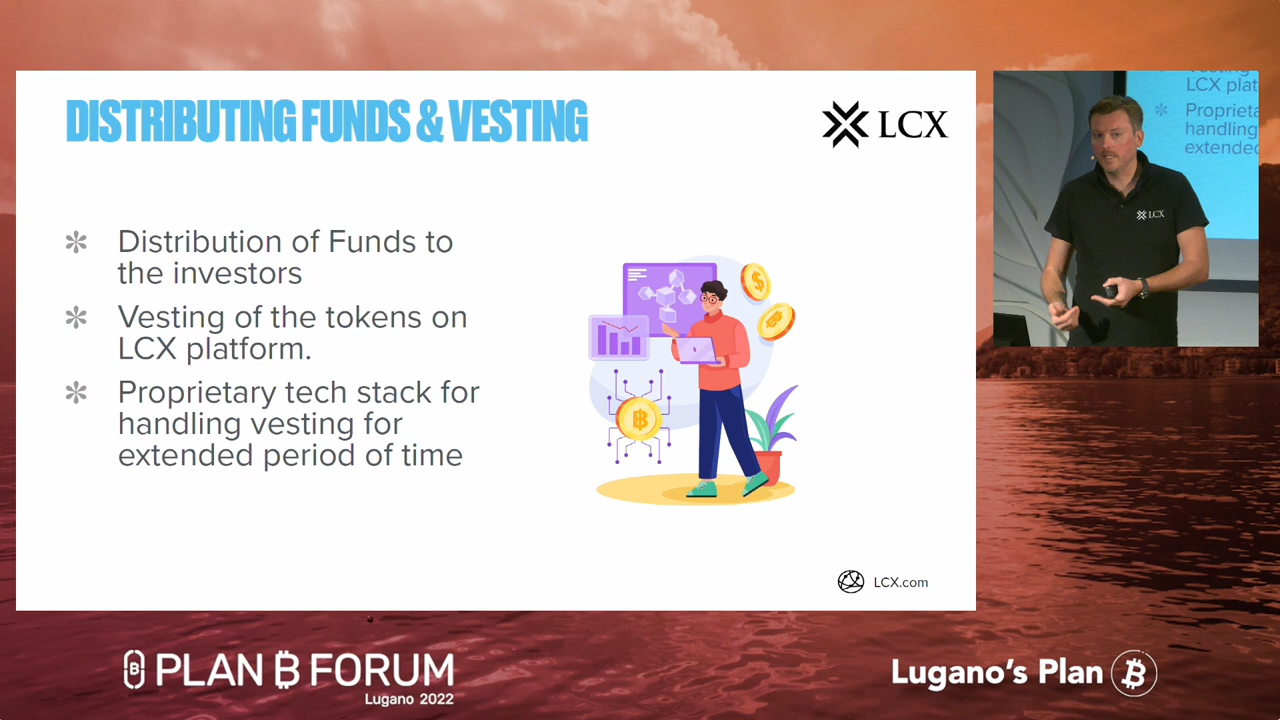 DISTRIBUTING FUNDS & VESTING
LCX
Distribution of Funds to
the investors
Vesting of the tokens on
LCX platform.
Proprietary tech stack for
handling vesting for
extended period of time
LCX.com
LCX plat
Proprieta
handling
extended
LCX
PLAN ₿ FORUM
Lugano 2022
Lugano's Plan ₿